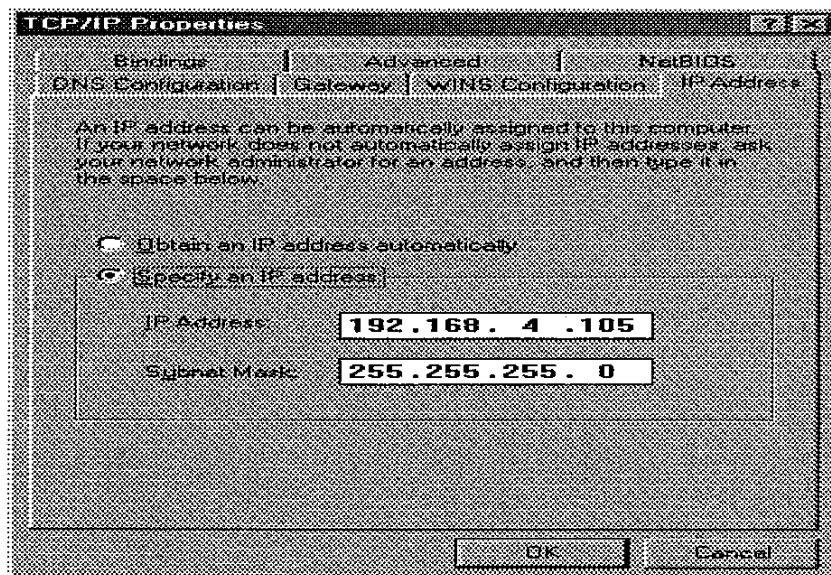 TCP/IP Properties
Bindings Advanced NetBIOS
DNS Configuration Gateway WINS Configuration IP Address
An IP address can be automatically assigned to this computer.
If your network does not automatically assign IP addresses, ask
your network administrator for an address, and then type it in
the space below.
Obtain an IP address automatically
Specify an IP address:
IP Address: 192.168. 4 .105
Subnet Mask: 255.255.255. 0
OK Cancel